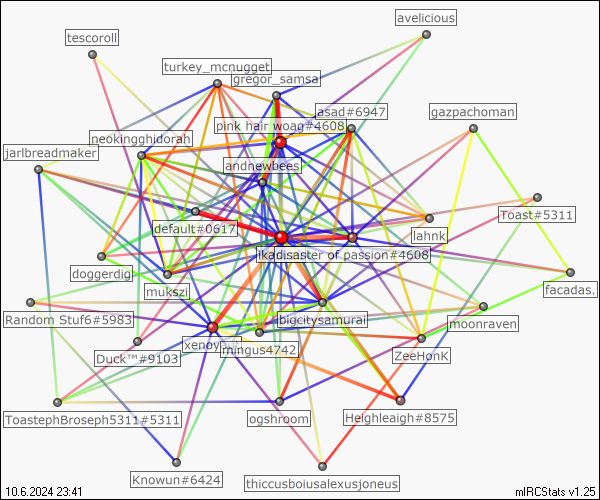 avelicious
tescoroll
turkey_mcnugget
gregor_samsa
asad#6947
gazpachoman
pink hair woag#4608
neokingghidorah
jarlbreadmaker
andnewbees
Toast#5311
default#0617
lahnk
disaster of passion#4608
doggerdig
mukszi
facadas.
Random Stuf6#5983
bigcitysamurai
moonraven
Duck™#9103
mingus4742
ZeeHonK
ToastephBroseph5311#5311
ogshroom
Heighleaigh#8575
Knowun#6424
thiccusboiusalexusjoneus
10.6.2024 23:41
mIRCStats v1.25